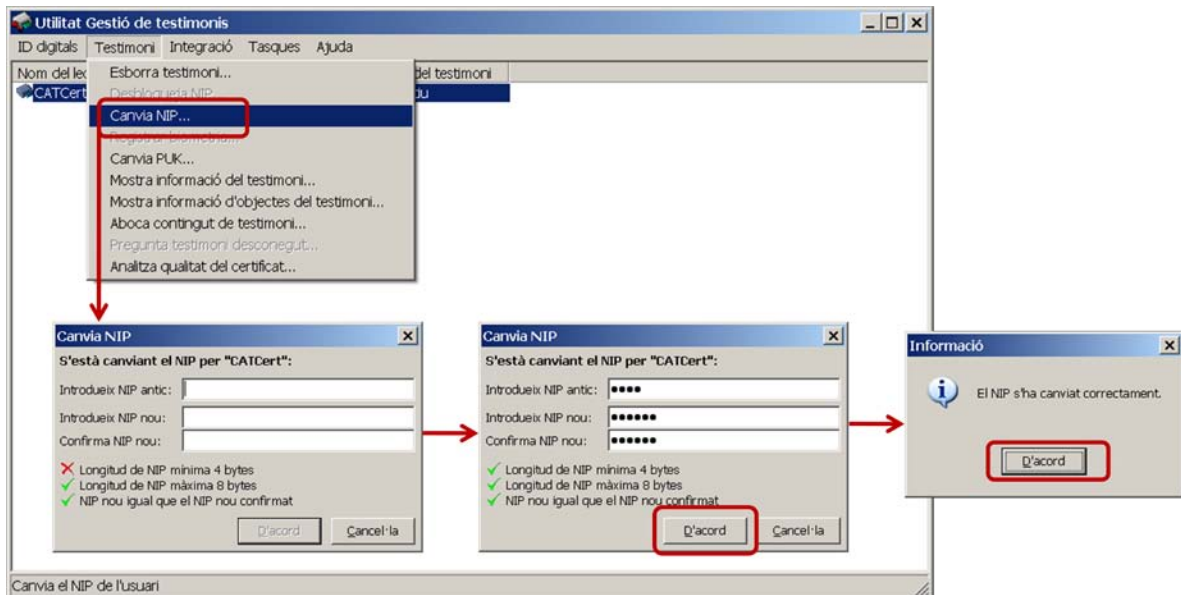 Utilitat Gestió de testimonis
ID digitals Testimoni Integració Tasques Ajuda
Nom del lec del testimoni
CATCert du
Esborra testimoni...
Desbloqueja NIP...
Canvia NIP...
Registrar biometria...
Canvia PUK...
Mostra informació del testimoni...
Mostra informació d'objectes del testimoni...
Aboca contingut de testimoni...
Pregunta testimoni desconegut...
Analitza qualitat del certificat...
Canvia NIP
S'està canviant el NIP per "CATCert":
Introdueix NIP antic:
Introdueix NIP nou:
Confirma NIP nou:
Longitud de NIP mínima 4 bytes
Longitud de NIP màxima 8 bytes
NIP nou igual que el NIP nou confirmat
D'acord Cancel·la
Canvia NIP
S'està canviant el NIP per "CATCert":
Introdueix NIP antic: ●●●●
Introdueix NIP nou: ●●●●●●
Confirma NIP nou: ●●●●●●
Longitud de NIP mínima 4 bytes
Longitud de NIP màxima 8 bytes
NIP nou igual que el NIP nou confirmat
D'acord Cancel·la
Informació
El NIP s'ha canviat correctament.
D'acord
Canvia el NIP de l'usuari